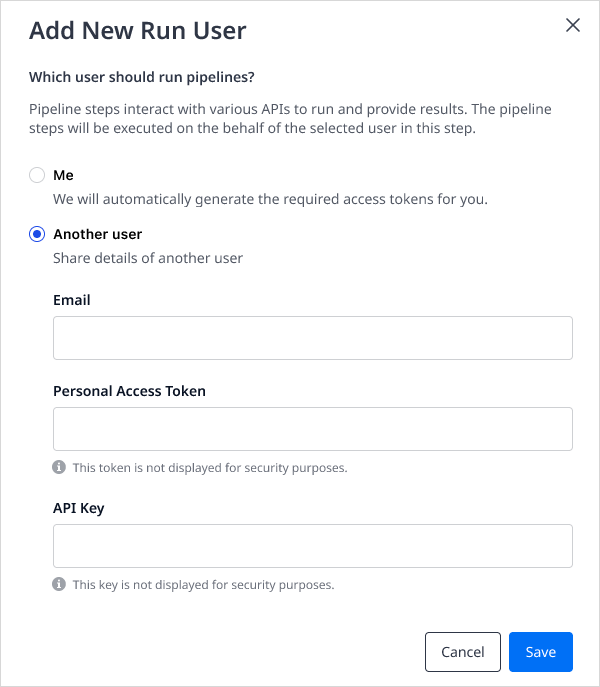 Add New Run User
Which user should run pipelines?
Pipeline steps interact with various APIs to run and provide results. The pipeline
steps will be executed on the behalf of the selected user in this step.
Me
We will automatically generate the required access tokens for you.
Another user
Share details of another user
Email
Personal Access Token
This token is not displayed for security purposes.
API Key
This key is not displayed for security purposes.
Cancel Save